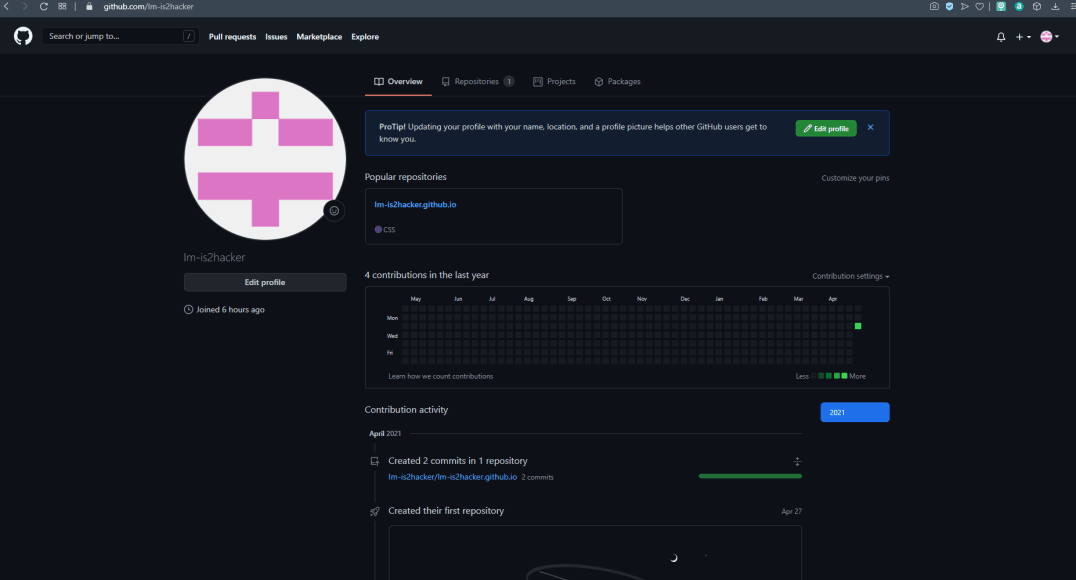 github.com/lm-is2hacker
Search or jump to... /
Pull requests Issues Marketplace Explore
Overview Repositories 1 Projects Packages
ProTip! Updating your profile with your name, location, and a profile picture helps other GitHub users get to
know you.
Edit profile
Popular repositories
Customize your pins
lm-is2hacker.github.io
CSS
lm-is2hacker
Edit profile
Joined 6 hours ago
4 contributions in the last year
Contribution settings
May Jun Jul Aug Sep Oct Nov Dec Jan Feb Mar Apr
Mon
Wed
Fri
Learn how we count contributions
Less More
Contribution activity
2021
April 2021
Created 2 commits in 1 repository
lm-is2hacker/lm-is2hacker.github.io 2 commits
Created their first repository
Apr 27